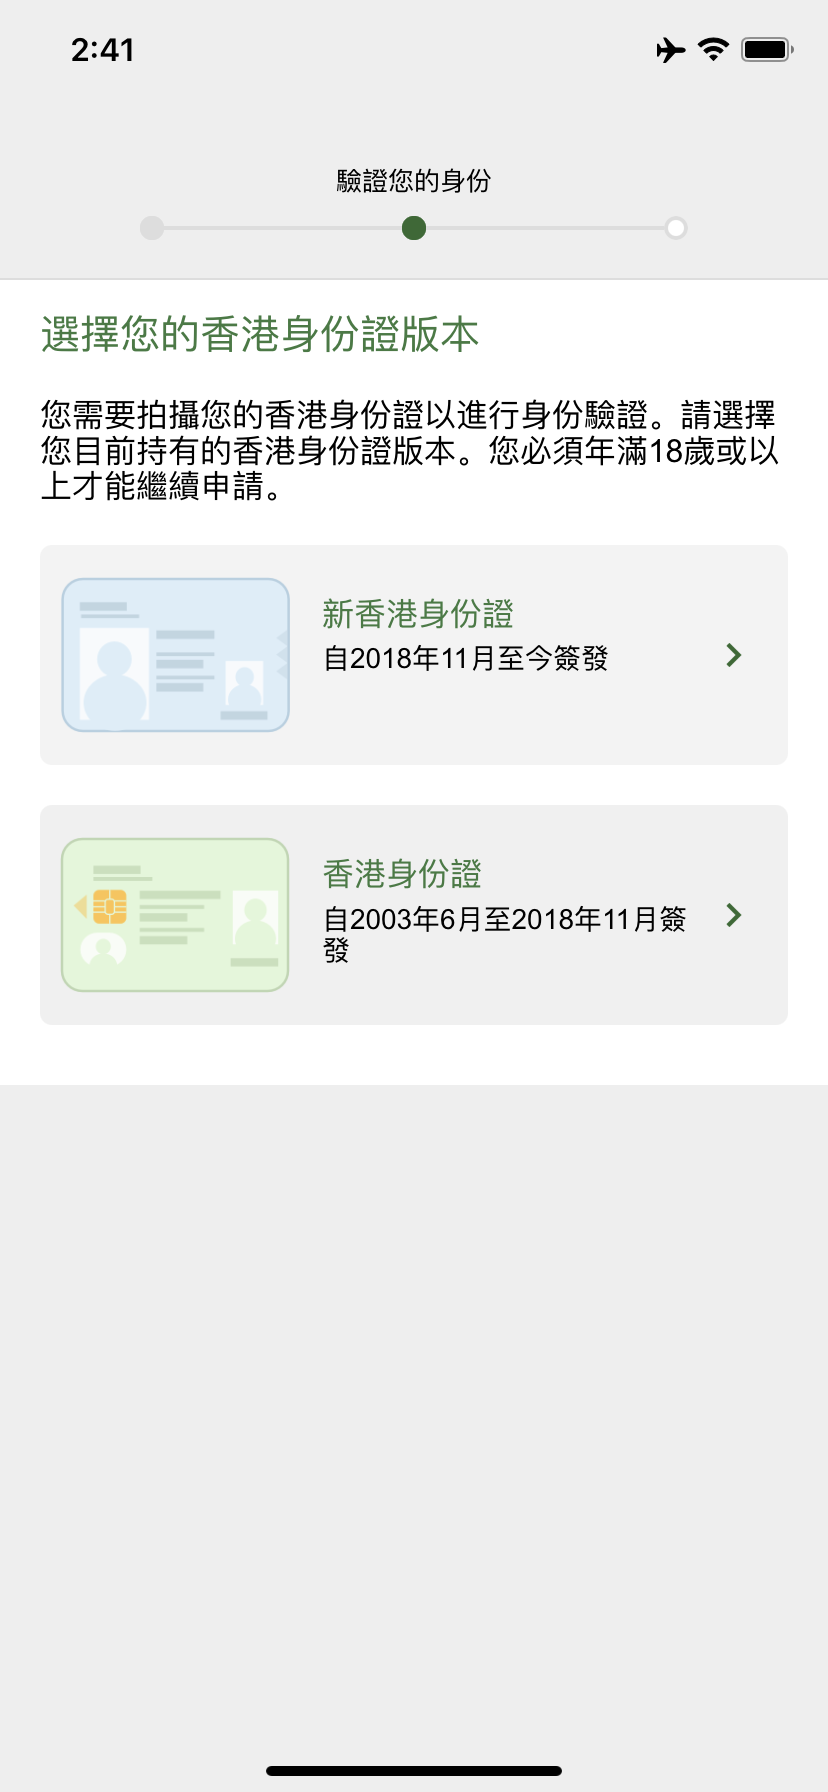 2:41
驗證您的身份
選擇您的香港身份證版本
您需要拍攝您的香港身份證以進行身份驗證。請選擇
您目前持有的香港身份證版本。您必須年滿18歲或以
上才能繼續申請。
新香港身份證
自2018年11月至今簽發
香港身份證
自2003年6月至2018年11月簽
發